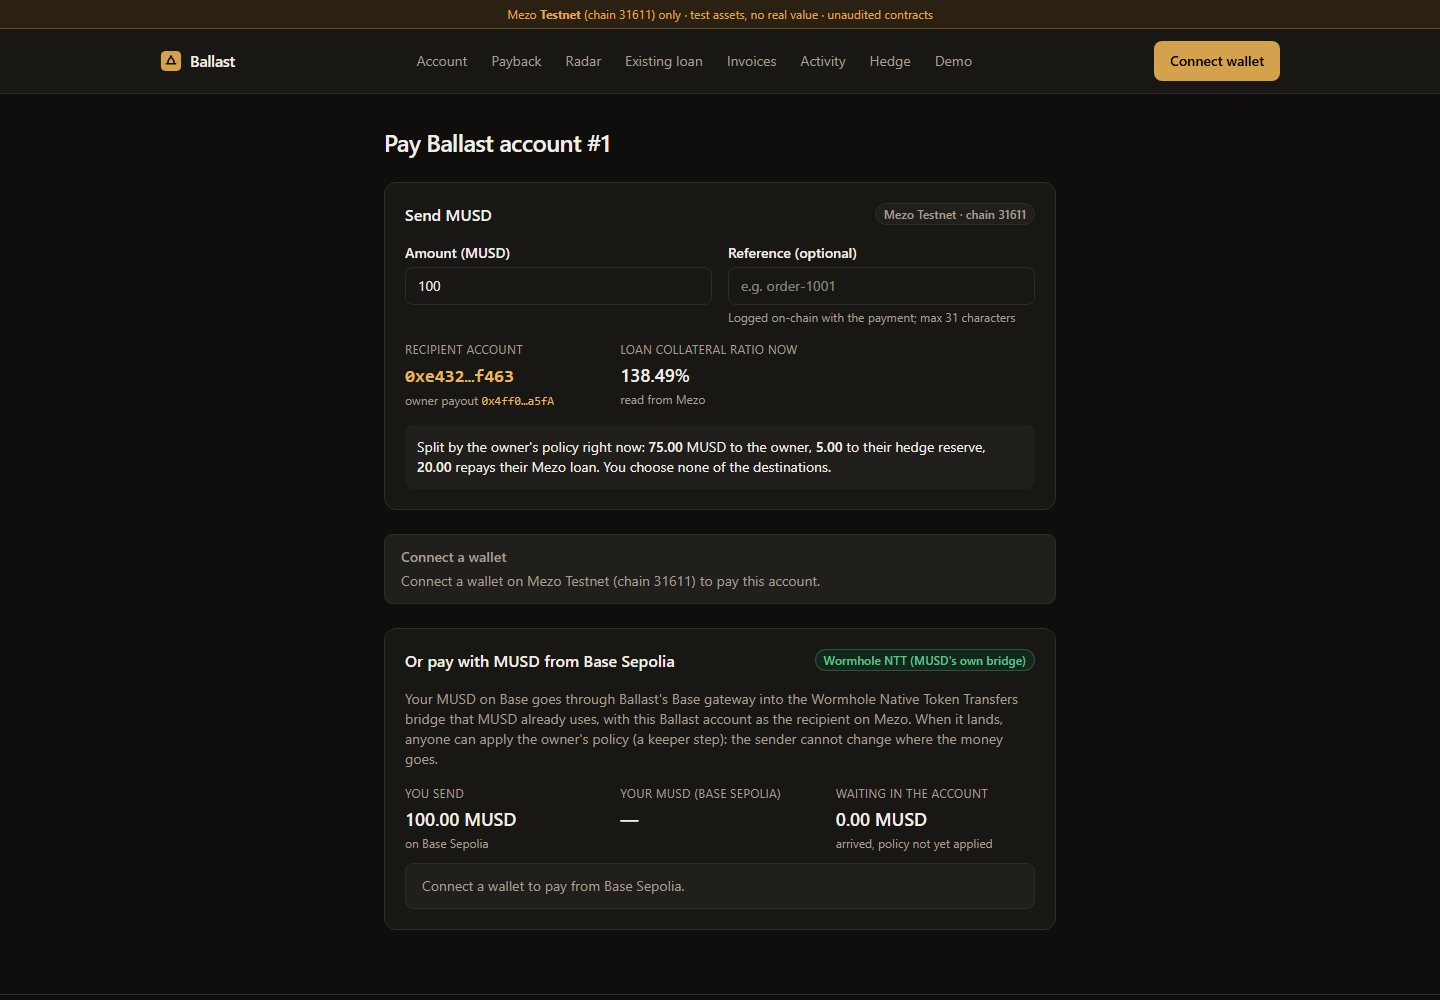 Mezo Testnet (chain 31611) only · test assets, no real value · unaudited contracts
Ballast
Account
Payback
Radar
Existing loan
Invoices
Activity
Hedge
Demo
Connect wallet
Pay Ballast account #1
Send MUSD
Mezo Testnet · chain 31611
Amount (MUSD)
Reference (optional)
100
e.g. order-1001
Logged on-chain with the payment; max 31 characters
RECIPIENT ACCOUNT
LOAN COLLATERAL RATIO NOW
0xe432…f463
138.49%
owner payout 0x4ff0…a5fA
read from Mezo
Split by the owner's policy right now: 75.00 MUSD to the owner, 5.00 to their hedge reserve,
20.00 repays their Mezo loan. You choose none of the destinations.
Connect a wallet
Connect a wallet on Mezo Testnet (chain 31611) to pay this account.
Or pay with MUSD from Base Sepolia
Wormhole NTT (MUSD's own bridge)
Your MUSD on Base goes through Ballast's Base gateway into the Wormhole Native Token Transfers
bridge that MUSD already uses, with this Ballast account as the recipient on Mezo. When it lands,
anyone can apply the owner's policy (a keeper step): the sender cannot change where the money
goes.
YOU SEND
YOUR MUSD (BASE SEPOLIA)
WAITING IN THE ACCOUNT
100.00 MUSD
—
0.00 MUSD
on Base Sepolia
arrived, policy not yet applied
Connect a wallet to pay from Base Sepolia.